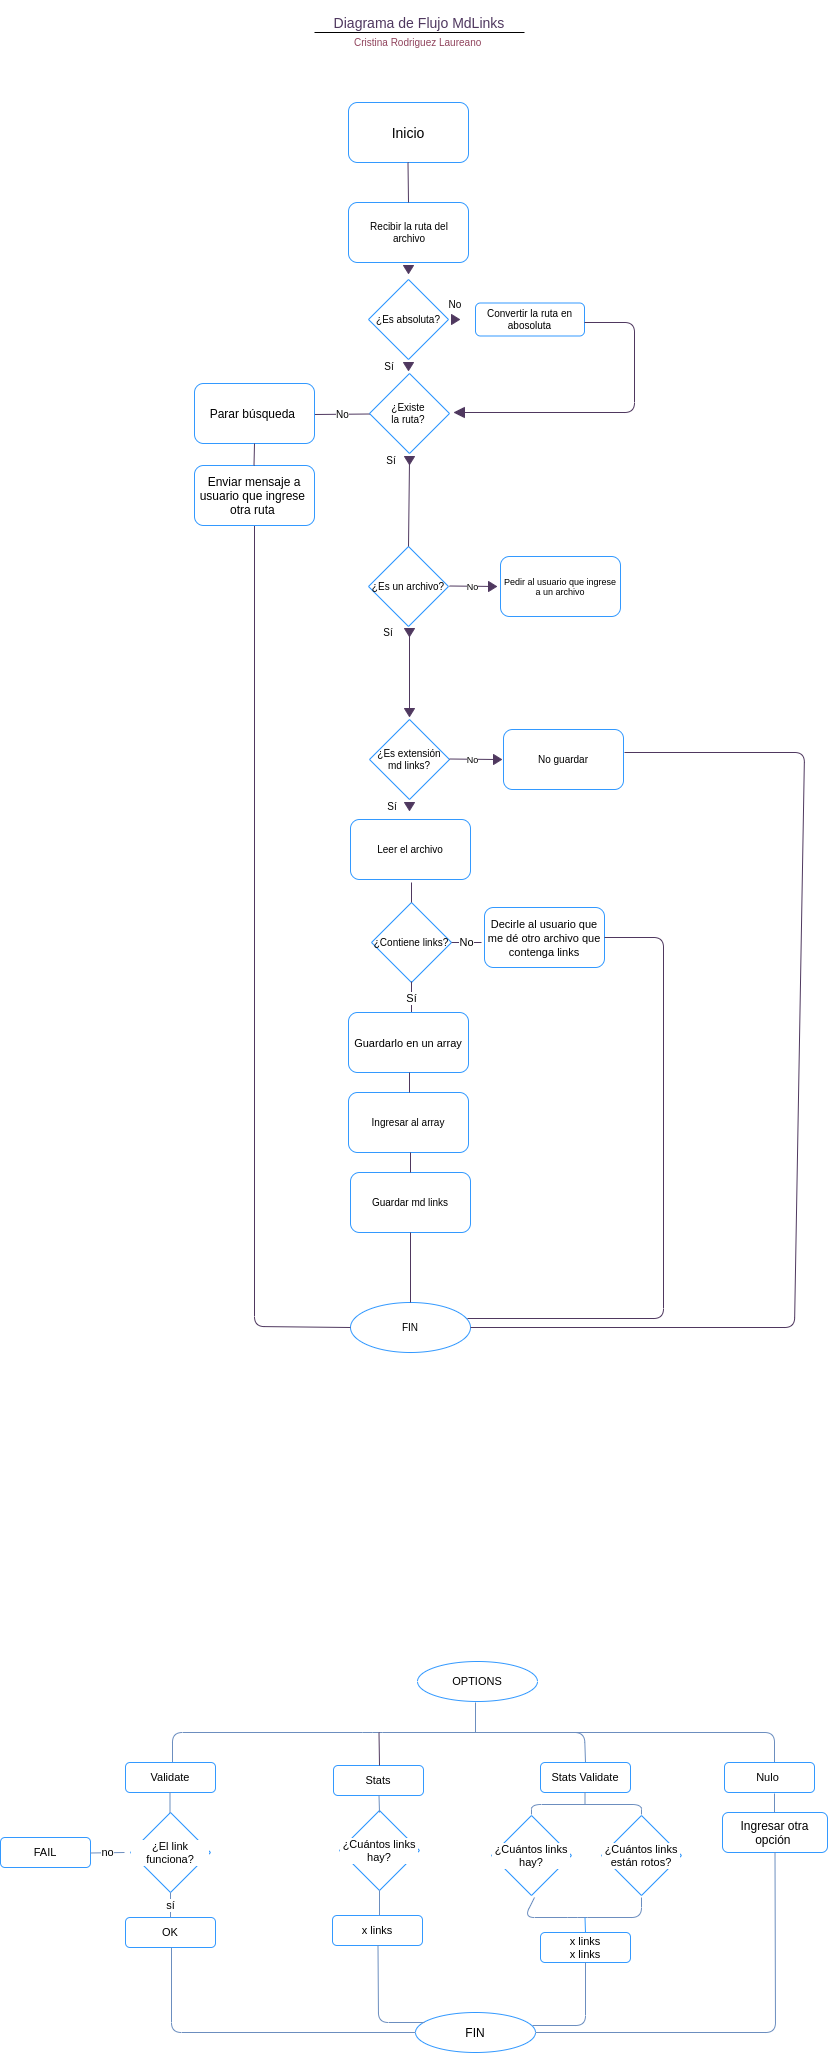 Diagrama de Flujo MdLinks
Cristina Rodriguez Laureano
Inicio
Recibir la ruta del
archivo
¿Es absoluta?
No
Convertir la ruta en
abosoluta
Sí
¿Existe
la ruta?
No
Parar búsqueda
Enviar mensaje a
usuario que ingrese
otra ruta
Sí
¿Es un archivo?
No
Pedir al usuario que ingrese
a un archivo
Sí
¿Es extensión
md links?
No
No guardar
Sí
Leer el archivo
¿Contiene links?
No
Decirle al usuario que
me dé otro archivo que
contenga links
Sí
Guardarlo en un array
Ingresar al array
Guardar md links
FIN
OPTIONS
Validate
Stats
Stats Validate
Nulo
¿El link
funciona?
no
FAIL
sí
OK
¿Cuántos links
hay?
x links
¿Cuántos links
hay?
¿Cuántos links
están rotos?
x links
x links
Ingresar otra
opción
FIN